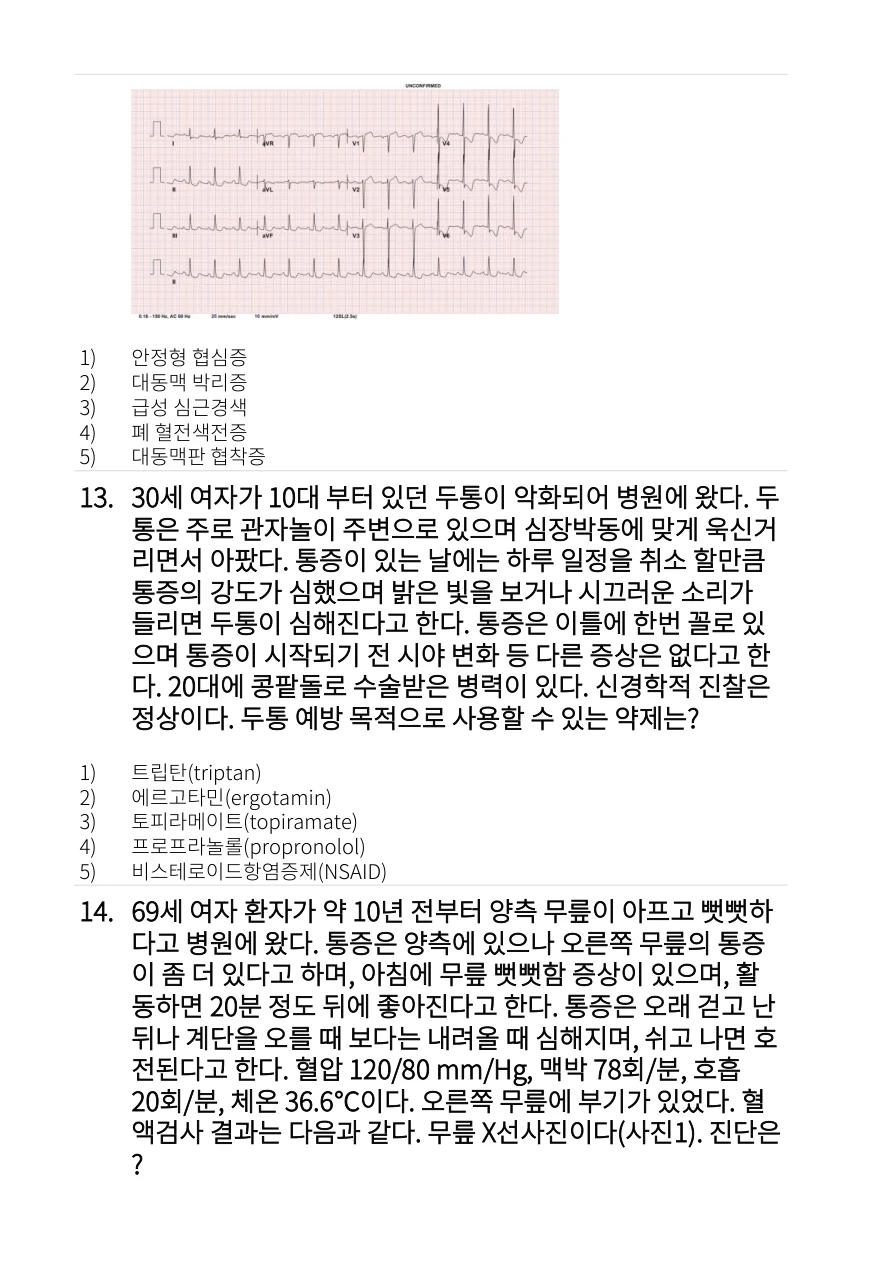 UNCONFIRMED
I aVR V1 V4
II aVL V2 V5
III aVF V3 V6
II
0.16 - 150 Hz, AC 60 Hz 25 mm/sec 10 mm/mV 12SL(2.5s)
1) 안정형 협심증
2) 대동맥 박리증
3) 급성 심근경색
4) 폐 혈전색전증
5) 대동맥판 협착증
13. 30세 여자가 10대 부터 있던 두통이 악화되어 병원에 왔다. 두
통은 주로 관자놀이 주변으로 있으며 심장박동에 맞게 욱신거
리면서 아팠다. 통증이 있는 날에는 하루 일정을 취소 할만큼
통증의 강도가 심했으며 밝은 빛을 보거나 시끄러운 소리가
들리면 두통이 심해진다고 한다. 통증은 이틀에 한번 꼴로 있
으며 통증이 시작되기 전 시야 변화 등 다른 증상은 없다고 한
다. 20대에 콩팥돌로 수술받은 병력이 있다. 신경학적 진찰은
정상이다. 두통 예방 목적으로 사용할 수 있는 약제는?
1) 트립탄(triptan)
2) 에르고타민(ergotamin)
3) 토피라메이트(topiramate)
4) 프로프라놀롤(propronolol)
5) 비스테로이드항염증제(NSAID)
14. 69세 여자 환자가 약 10년 전부터 양측 무릎이 아프고 뻣뻣하
다고 병원에 왔다. 통증은 양측에 있으나 오른쪽 무릎의 통증
이 좀 더 있다고 하며, 아침에 무릎 뻣뻣함 증상이 있으며, 활
동하면 20분 정도 뒤에 좋아진다고 한다. 통증은 오래 걷고 난
뒤나 계단을 오를 때 보다는 내려올 때 심해지며, 쉬고 나면 호
전된다고 한다. 혈압 120/80 mm/Hg, 맥박 78회/분, 호흡
20회/분, 체온 36.6°C이다. 오른쪽 무릎에 부기가 있었다. 혈
액검사 결과는 다음과 같다. 무릎 X선사진이다(사진1). 진단은
?